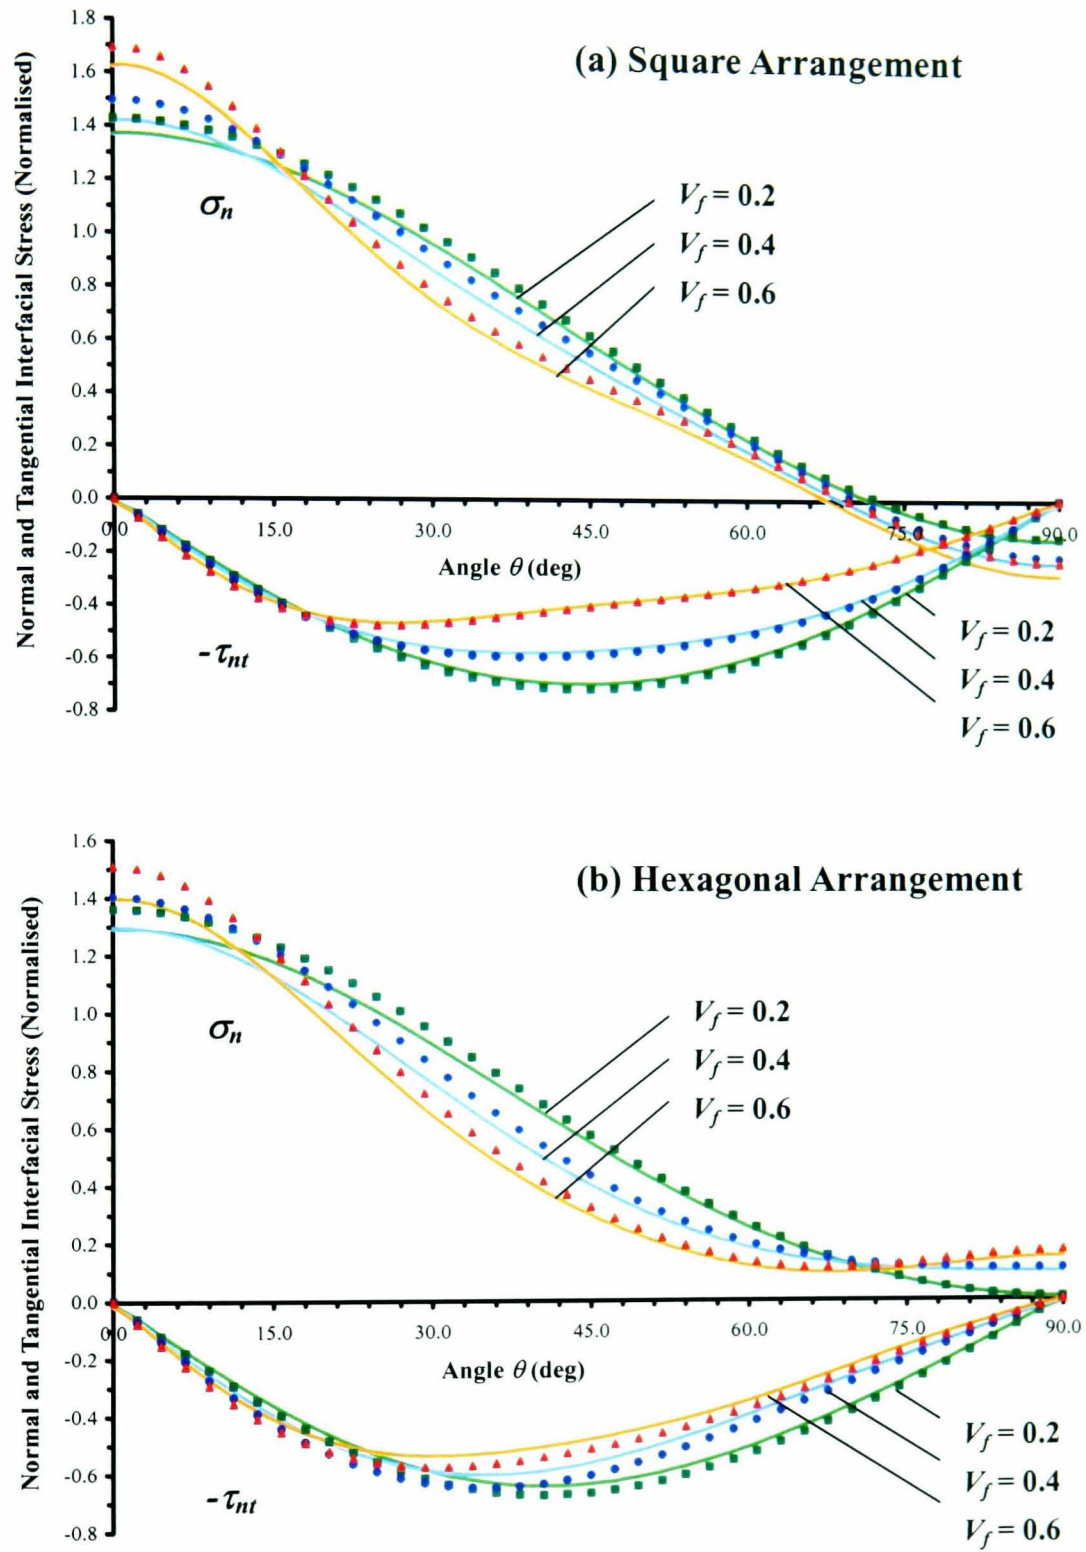 (a) Square Arrangement
Normal and Tangential Interfacial Stress (Normalised)
1.8
1.6
1.4
1.2
1.0
0.8
0.6
0.4
0.2
0.0
-0.2
-0.4
-0.6
-0.8
σn
Vf = 0.2
Vf = 0.4
Vf = 0.6
0.0 15.0 30.0 45.0 60.0 75.0 90.0
Angle θ (deg)
-τnt
Vf = 0.2
Vf = 0.4
Vf = 0.6
(b) Hexagonal Arrangement
Normal and Tangential Interfacial Stress (Normalised)
1.6
1.4
1.2
1.0
0.8
0.6
0.4
0.2
0.0
-0.2
-0.4
-0.6
-0.8
σn
Vf = 0.2
Vf = 0.4
Vf = 0.6
0.0 15.0 30.0 45.0 60.0 75.0 90.0
Angle θ (deg)
-τnt
Vf = 0.2
Vf = 0.4
Vf = 0.6